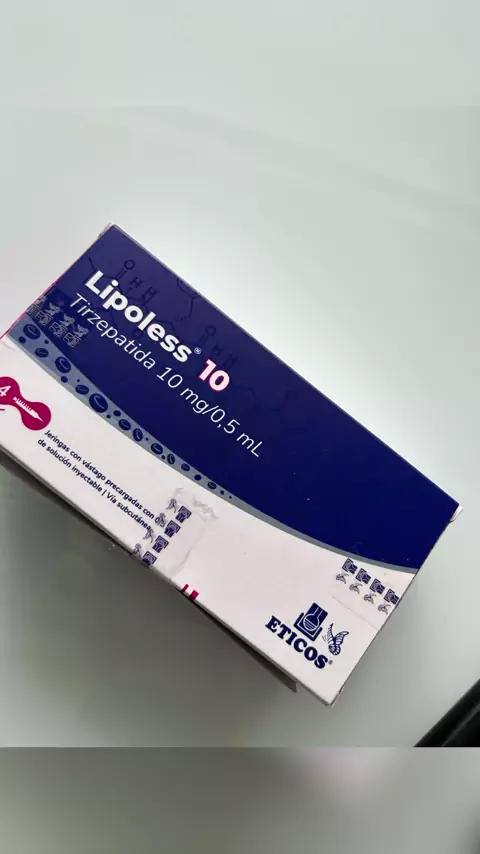 Lipoless® 10
Tirzepatida 10 mg/0,5 mL
4
Jeringas con vástago precargadas con
de solución inyectable | Vía subcutánea
ETICOS®